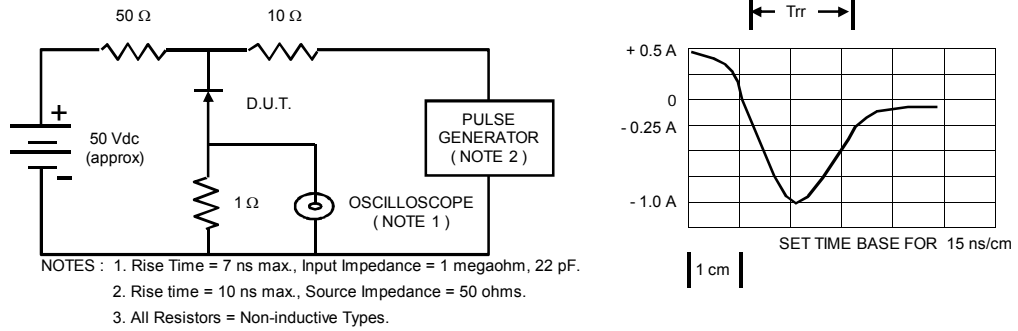 50 Ω
10 Ω
+
50 Vdc
(approx)
-
D.U.T.
1 Ω
OSCILLOSCOPE
( NOTE 1 )
PULSE
GENERATOR
( NOTE 2 )
Trr
+ 0.5 A
0
- 0.25 A
- 1.0 A
SET TIME BASE FOR 15 ns/cm
1 cm
NOTES : 1. Rise Time = 7 ns max., Input Impedance = 1 megaohm, 22 pF.
2. Rise time = 10 ns max., Source Impedance = 50 ohms.
3. All Resistors = Non-inductive Types.